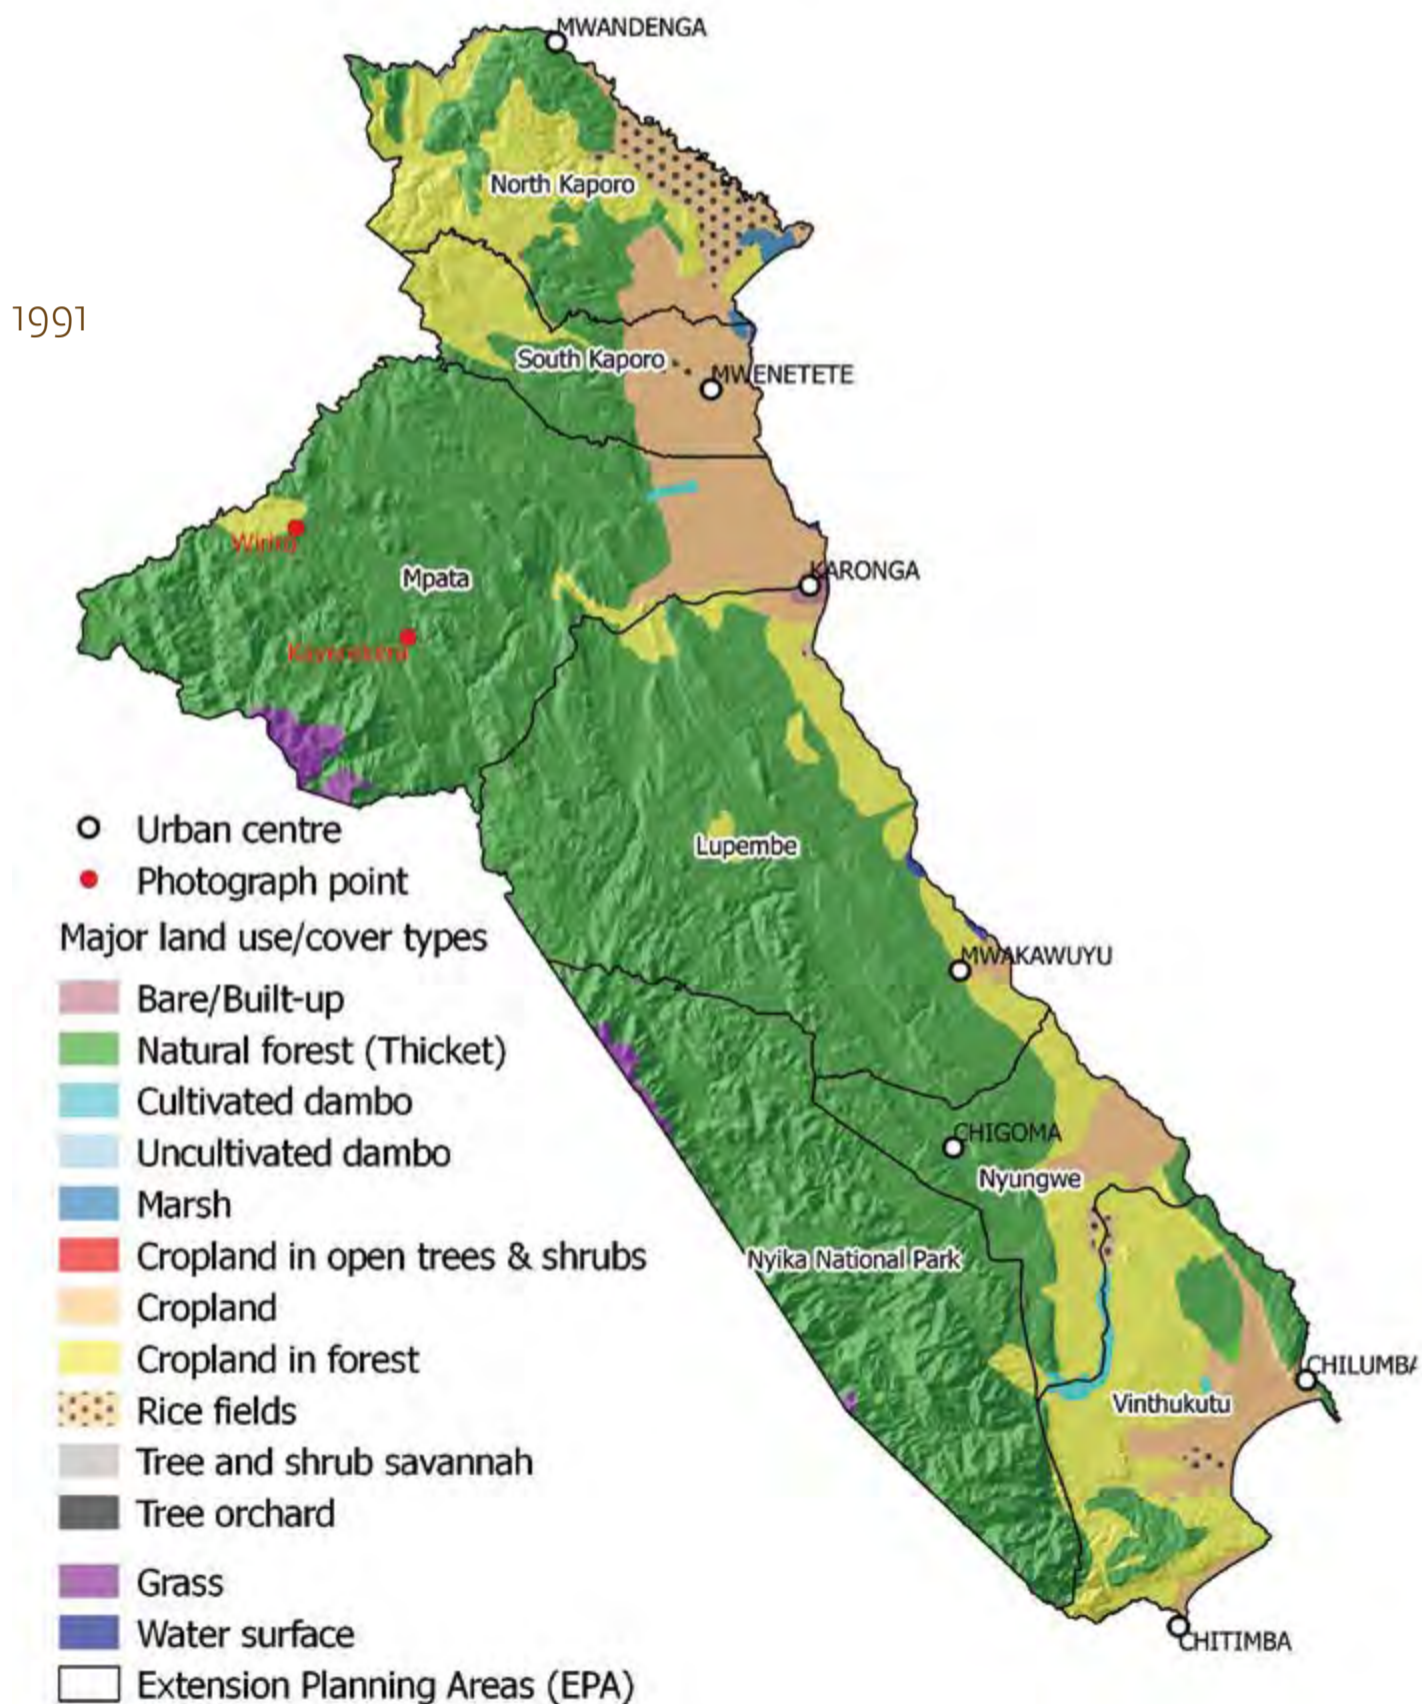 MWANDENGA
North Kaporo
1991
South Kaporo
MWENETETE
Wiriro
KARONGA
Mpata
Kayerekera
Lupembe
Urban centre
Photograph point
Major land use/cover types
MWAKAWUYU
Bare/Built-up
Natural forest (Thicket)
Cultivated dambo
CHIGOMA
Uncultivated dambo
Nyungwe
Marsh
Nyika National Park
Cropland in open trees & shrubs
Cropland
Cropland in forest
CHILUMBA
Vinthukutu
Rice fields
Tree and shrub savannah
Tree orchard
Grass
Water surface
CHITIMBA
Extension Planning Areas (EPA)